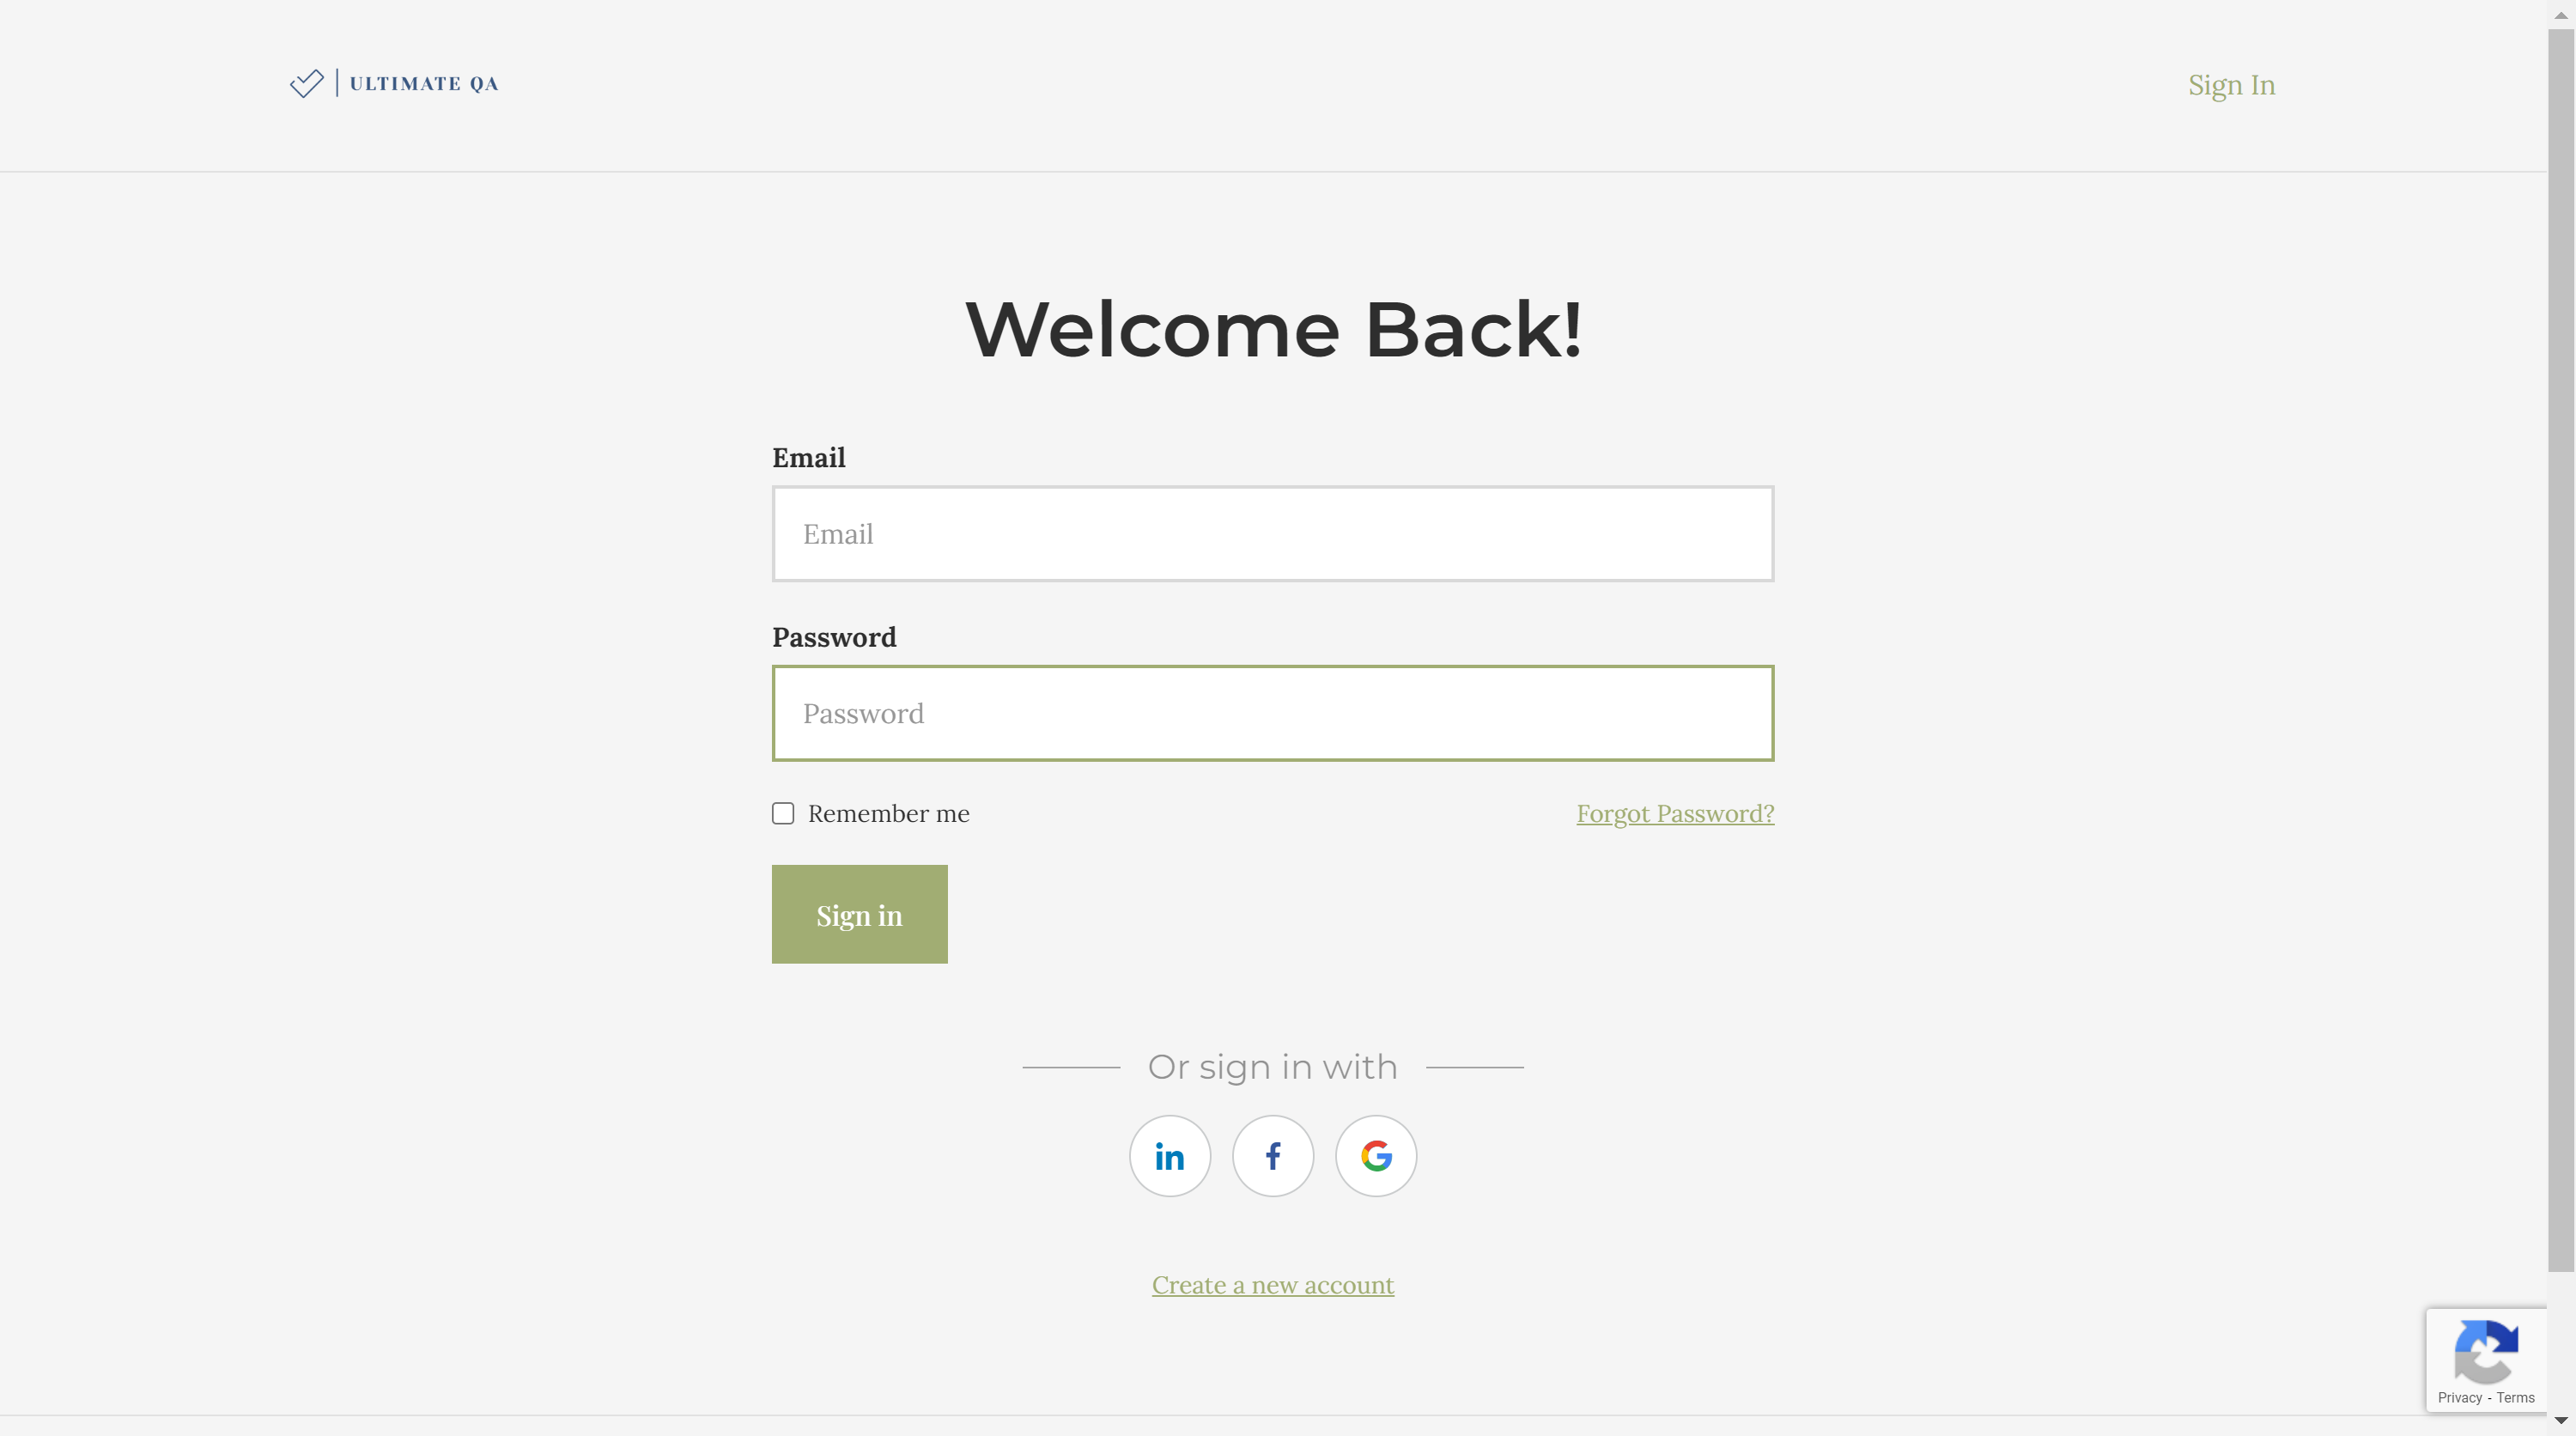 ULTIMATE QA
Sign In
Welcome Back!
Email
Email
Password
Password
Remember me
Forgot Password?
Sign in
Or sign in with
in
f
G
Create a new account
Privacy - Terms